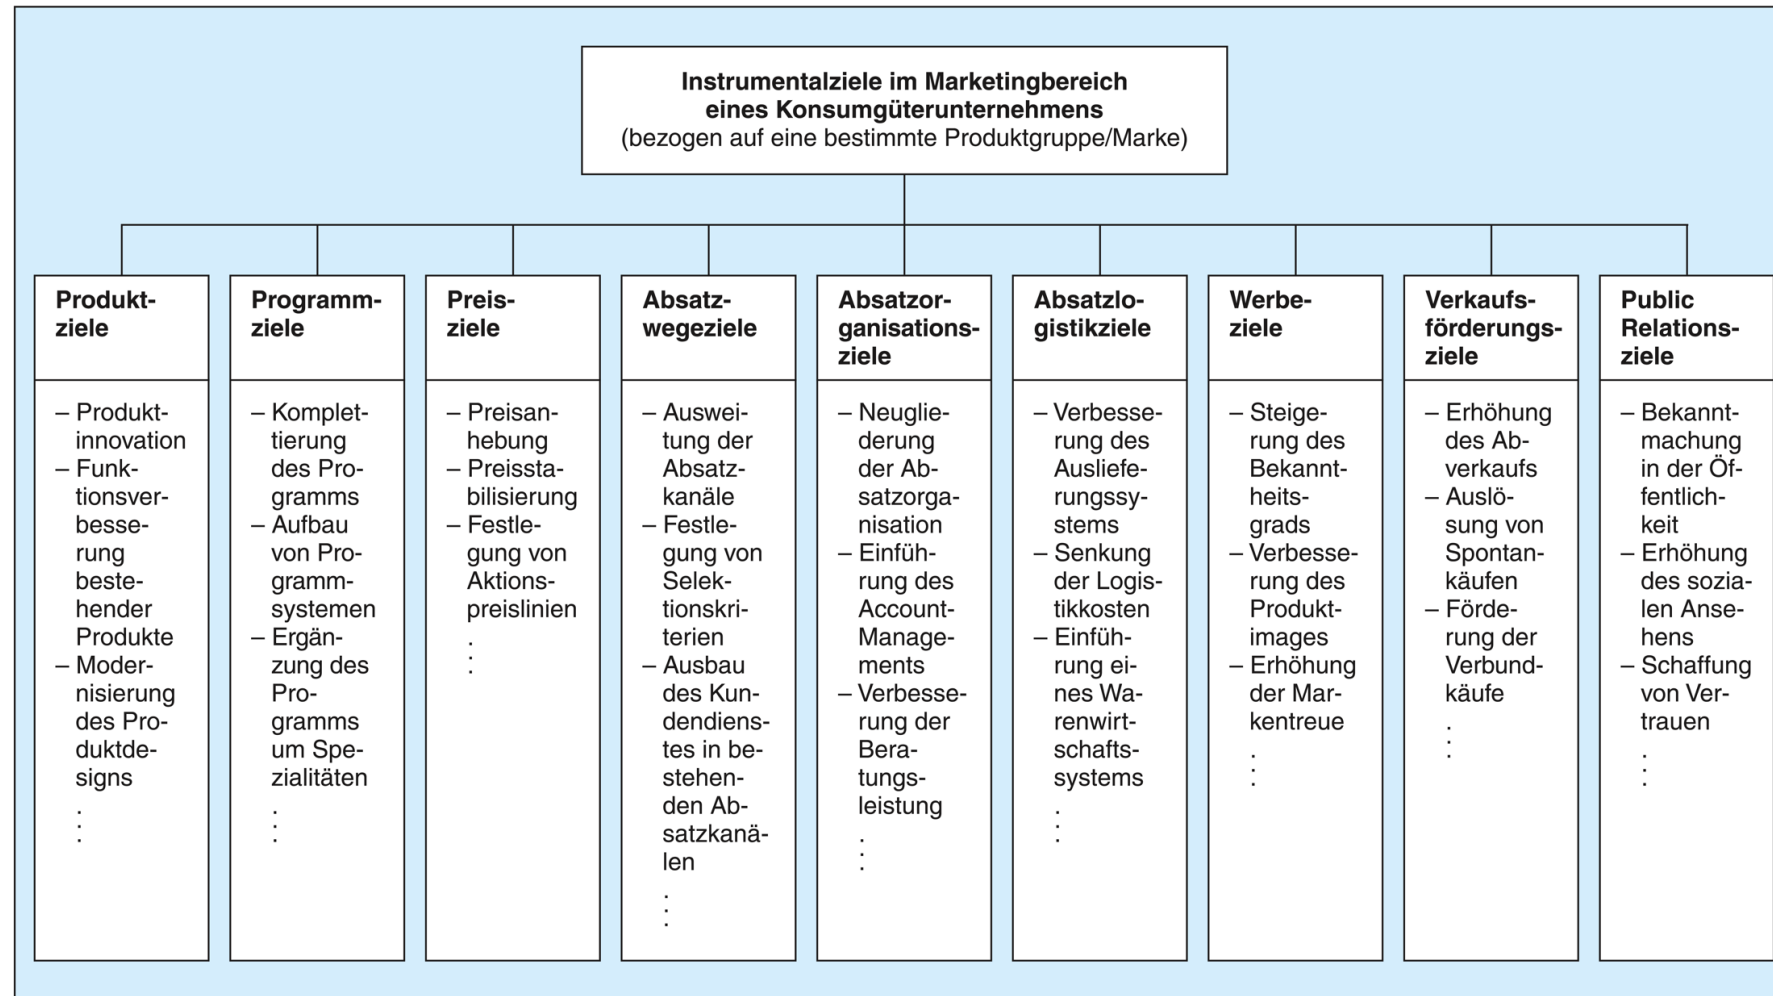 Instrumentalziele im Marketingbereich
eines Konsumgüterunternehmens
(bezogen auf eine bestimmte Produktgruppe/Marke)
Produkt-
ziele
– Produkt-
innovation
– Funk-
tionsver-
besse-
rung
beste-
hender
Produkte
– Moder-
nisierung
des Pro-
duktde-
signs
.
.
.
Programm-
ziele
– Komplet-
tierung
des Pro-
gramms
– Aufbau
von Pro-
gramm-
systemen
– Ergän-
zung des
Pro-
gramms
um Spe-
zialitäten
.
.
.
Preis-
ziele
– Preisan-
hebung
– Preissta-
bilisierung
– Festle-
gung von
Aktions-
preislinien
.
.
.
Absatz-
wegeziele
– Auswei-
tung der
Absatz-
kanäle
– Festle-
gung von
Selek-
tionskri-
terien
– Ausbau
des Kun-
dendiens-
tes in be-
stehen-
den Ab-
satzkanä-
len
.
.
.
Absatzor-
ganisations-
ziele
– Neuglie-
derung
der Ab-
satzorga-
nisation
– Einfüh-
rung des
Account-
Manage-
ments
– Verbesse-
rung der
Bera-
tungs-
leistung
.
.
.
Absatzlo-
gistikziele
– Verbesse-
rung des
Ausliefe-
rungssy-
stems
– Senkung
der Logis-
tikkosten
– Einfüh-
rung ei-
nes Wa-
renwirt-
schafts-
systems
.
.
.
Werbe-
ziele
– Steige-
rung des
Bekannt-
heits-
grads
– Verbesse-
rung des
Produkt-
images
– Erhöhung
der Mar-
kentreue
.
.
.
Verkaufs-
förderungs-
ziele
– Erhöhung
des Ab-
verkaufs
– Auslö-
sung von
Spontan-
käufen
– Förde-
rung der
Verbund-
käufe
.
.
.
Public
Relations-
ziele
– Bekannt-
machung
in der Öf-
fentlich-
keit
– Erhöhung
des sozia-
len Anse-
hens
– Schaffung
von Ver-
trauen
.
.
.